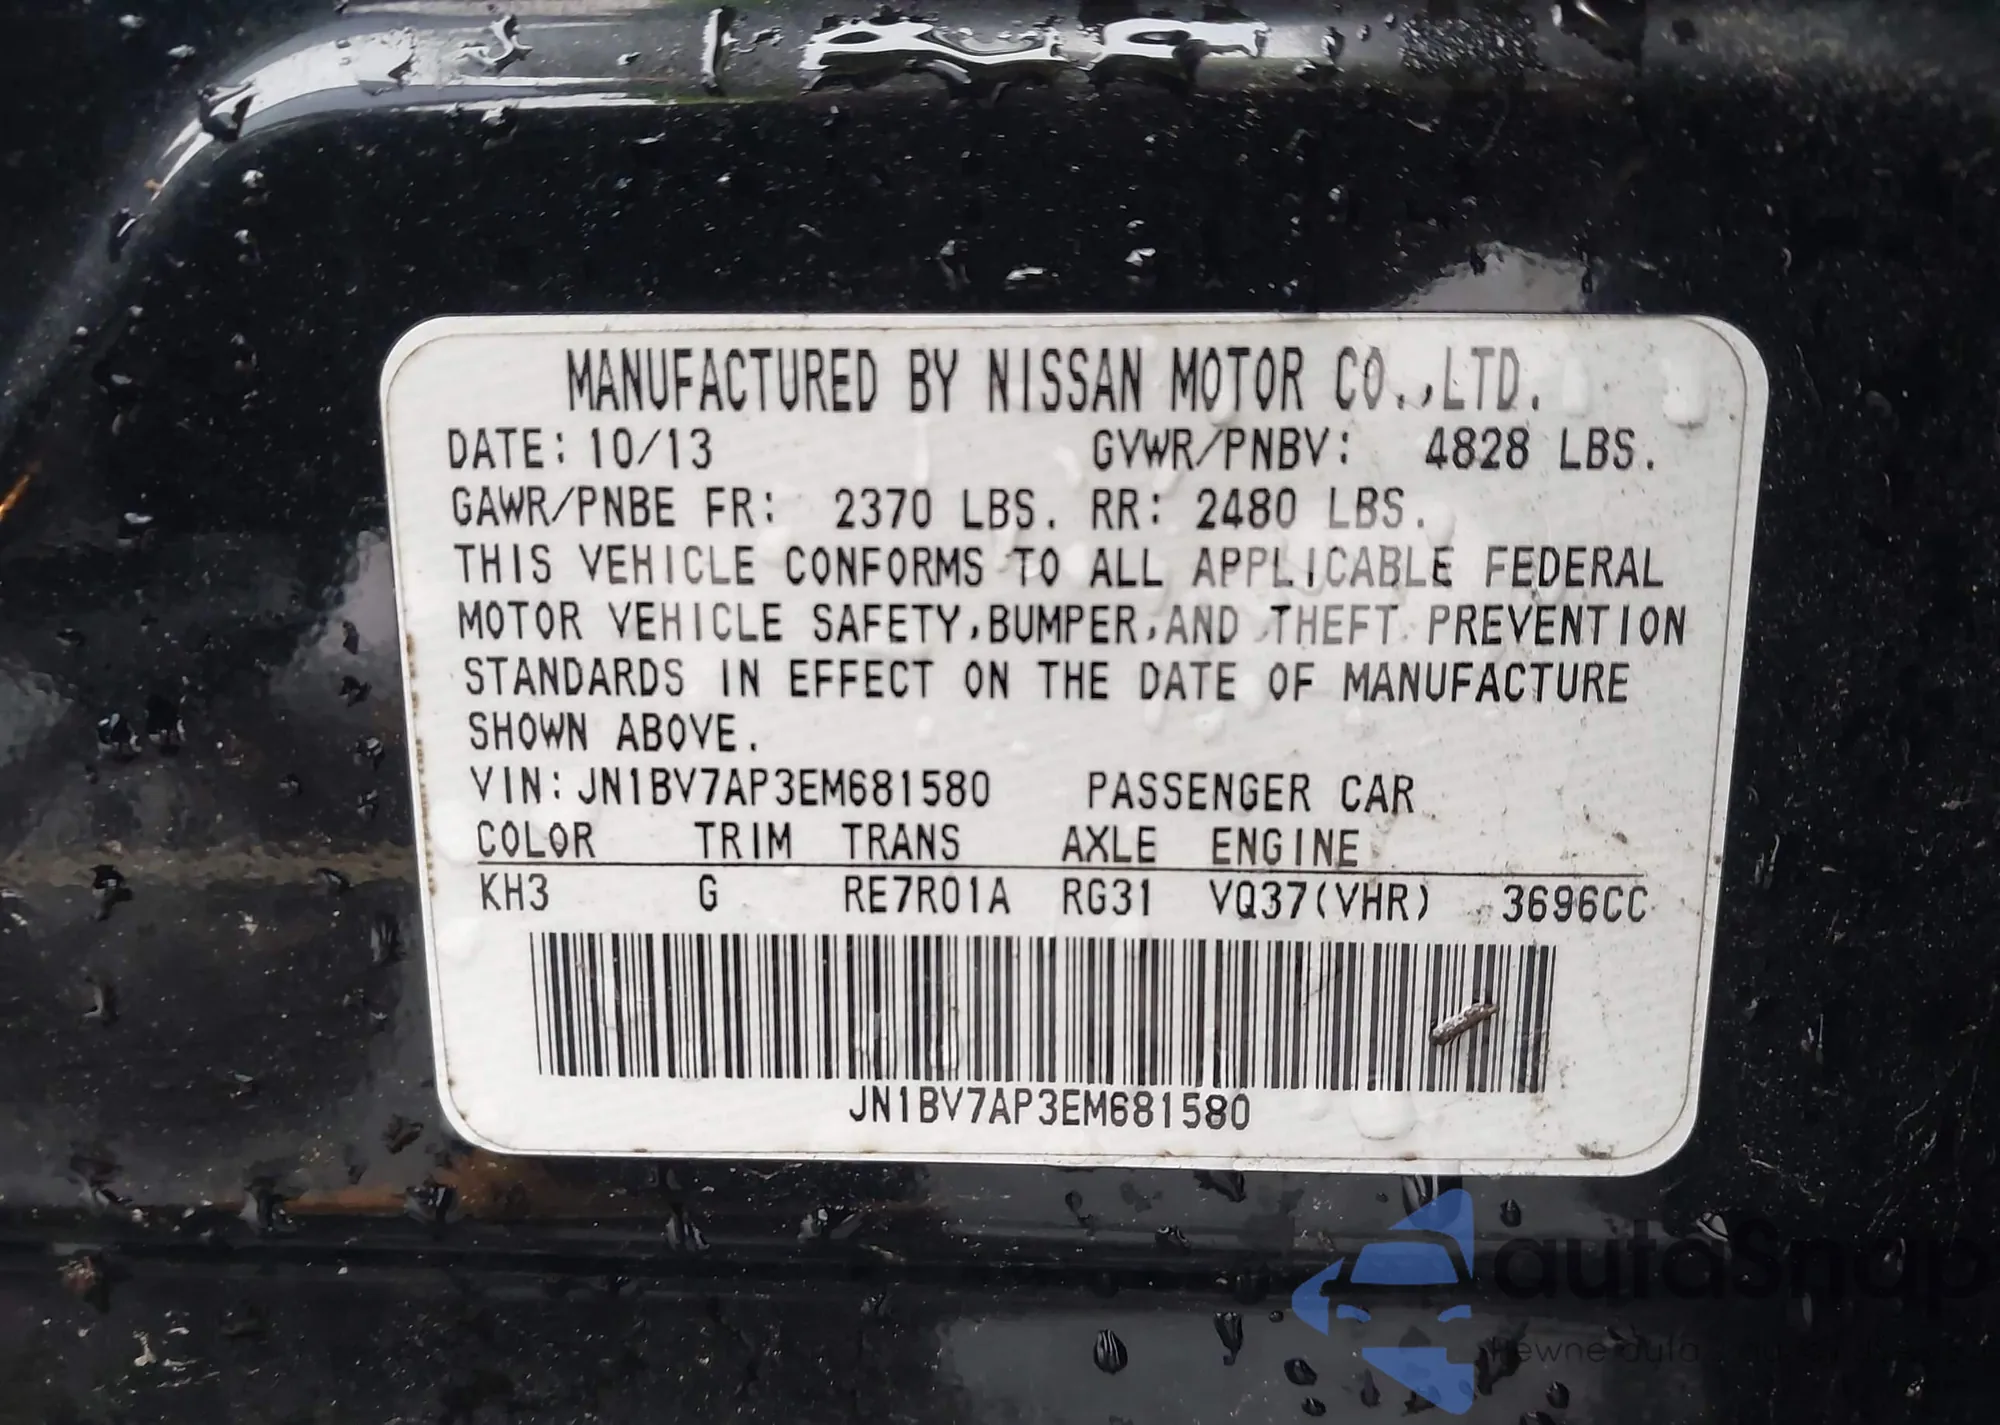 MANUFACTURED BY NISSAN MOTOR CO.,LTD.
DATE: 10/13 GVWR/PNBV: 4828 LBS.
GAWR/PNBE FR: 2370 LBS. RR: 2480 LBS.
THIS VEHICLE CONFORMS TO ALL APPLICABLE FEDERAL
MOTOR VEHICLE SAFETY,BUMPER,AND THEFT PREVENTION
STANDARDS IN EFFECT ON THE DATE OF MANUFACTURE
SHOWN ABOVE.
VIN:JN1BV7AP3EM681580 PASSENGER CAR
COLOR TRIM TRANS AXLE ENGINE
KH3 G RE7R01A RG31 VQ37(VHR) 3696CC
JN1BV7AP3EM681580
autaSnap